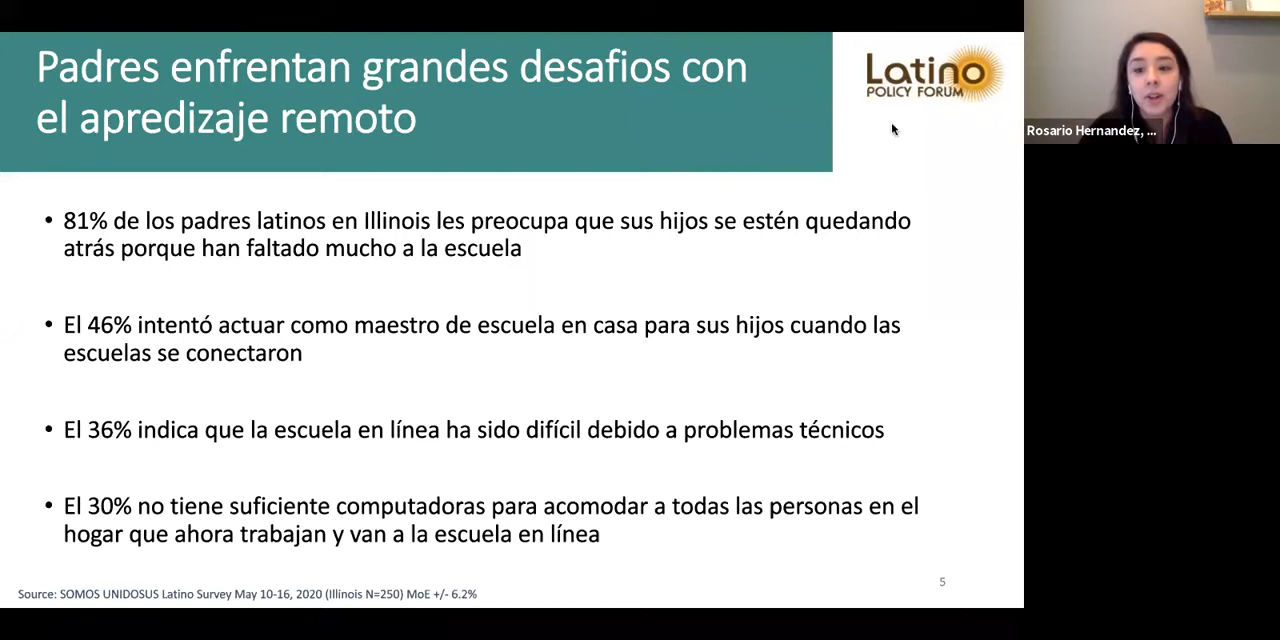 Padres enfrentan grandes desafios con
el apredizaje remoto
Latino
POLICY FORUM
Rosario Hernandez, ...
• 81% de los padres latinos en Illinois les preocupa que sus hijos se estén quedando
atrás porque han faltado mucho a la escuela
• El 46% intentó actuar como maestro de escuela en casa para sus hijos cuando las
escuelas se conectaron
• El 36% indica que la escuela en línea ha sido difícil debido a problemas técnicos
• El 30% no tiene suficiente computadoras para acomodar a todas las personas en el
hogar que ahora trabajan y van a la escuela en línea
5
Source: SOMOS UNIDOSUS Latino Survey May 10-16, 2020 (Illinois N=250) MoE +/- 6.2%